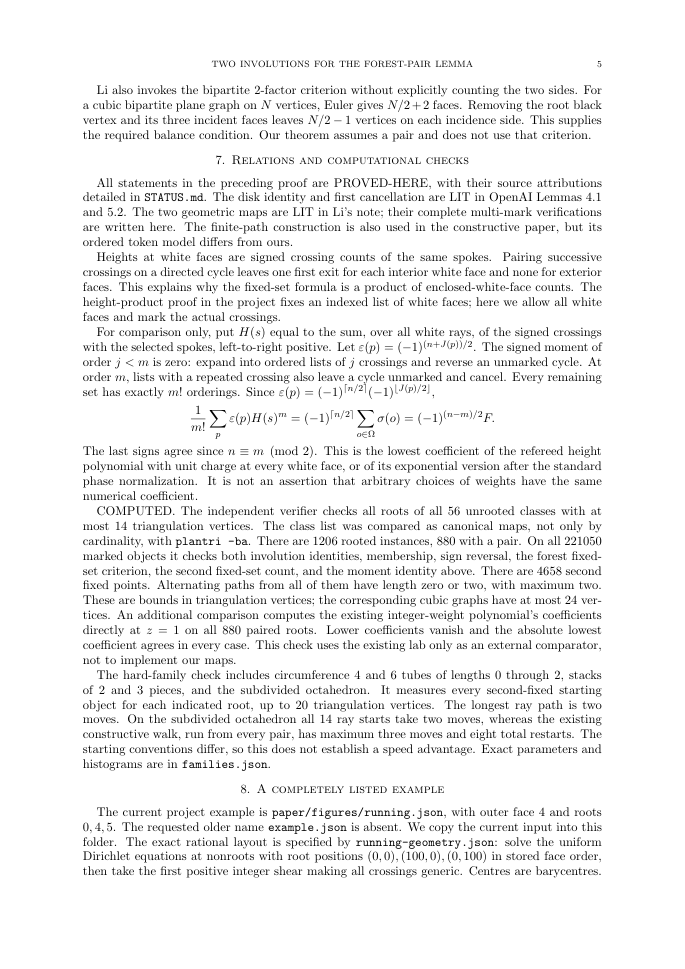 TWO INVOLUTIONS FOR THE FOREST-PAIR LEMMA 5
Li also invokes the bipartite 2-factor criterion without explicitly counting the two sides. For
a cubic bipartite plane graph on N vertices, Euler gives N/2+2 faces. Removing the root black
vertex and its three incident faces leaves N/2 − 1 vertices on each incidence side. This supplies
the required balance condition. Our theorem assumes a pair and does not use that criterion.
7. Relations and computational checks
All statements in the preceding proof are PROVED-HERE, with their source attributions
detailed in STATUS.md. The disk identity and first cancellation are LIT in OpenAI Lemmas 4.1
and 5.2. The two geometric maps are LIT in Li's note; their complete multi-mark verifications
are written here. The finite-path construction is also used in the constructive paper, but its
ordered token model differs from ours.
Heights at white faces are signed crossing counts of the same spokes. Pairing successive
crossings on a directed cycle leaves one first exit for each interior white face and none for exterior
faces. This explains why the fixed-set formula is a product of enclosed-white-face counts. The
height-product proof in the project fixes an indexed list of white faces; here we allow all white
faces and mark the actual crossings.
For comparison only, put H(s) equal to the sum, over all white rays, of the signed crossings
with the selected spokes, left-to-right positive. Let ε(p) = (−1)^{(n+J(p))/2}. The signed moment of
order j < m is zero: expand into ordered lists of j crossings and reverse an unmarked cycle. At
order m, lists with a repeated crossing also leave a cycle unmarked and cancel. Every remaining
set has exactly m! orderings. Since ε(p) = (−1)^{⌈n/2⌉}(−1)^{⌊J(p)/2⌋},
1/m! ∑_p ε(p)H(s)^m = (−1)^{⌈n/2⌉} ∑_{o∈Ω} σ(o) = (−1)^{(n−m)/2}F.
The last signs agree since n ≡ m (mod 2). This is the lowest coefficient of the refereed height
polynomial with unit charge at every white face, or of its exponential version after the standard
phase normalization. It is not an assertion that arbitrary choices of weights have the same
numerical coefficient.
COMPUTED. The independent verifier checks all roots of all 56 unrooted classes with at
most 14 triangulation vertices. The class list was compared as canonical maps, not only by
cardinality, with plantri -ba. There are 1206 rooted instances, 880 with a pair. On all 221050
marked objects it checks both involution identities, membership, sign reversal, the forest fixed-
set criterion, the second fixed-set count, and the moment identity above. There are 4658 second
fixed points. Alternating paths from all of them have length zero or two, with maximum two.
These are bounds in triangulation vertices; the corresponding cubic graphs have at most 24 ver-
tices. An additional comparison computes the existing integer-weight polynomial's coefficients
directly at z = 1 on all 880 paired roots. Lower coefficients vanish and the absolute lowest
coefficient agrees in every case. This check uses the existing lab only as an external comparator,
not to implement our maps.
The hard-family check includes circumference 4 and 6 tubes of lengths 0 through 2, stacks
of 2 and 3 pieces, and the subdivided octahedron. It measures every second-fixed starting
object for each indicated root, up to 20 triangulation vertices. The longest ray path is two
moves. On the subdivided octahedron all 14 ray starts take two moves, whereas the existing
constructive walk, run from every pair, has maximum three moves and eight total restarts. The
starting conventions differ, so this does not establish a speed advantage. Exact parameters and
histograms are in families.json.
8. A completely listed example
The current project example is paper/figures/running.json, with outer face 4 and roots
0, 4, 5. The requested older name example.json is absent. We copy the current input into this
folder. The exact rational layout is specified by running-geometry.json: solve the uniform
Dirichlet equations at nonroots with root positions (0, 0), (100, 0), (0, 100) in stored face order,
then take the first positive integer shear making all crossings generic. Centres are barycentres.